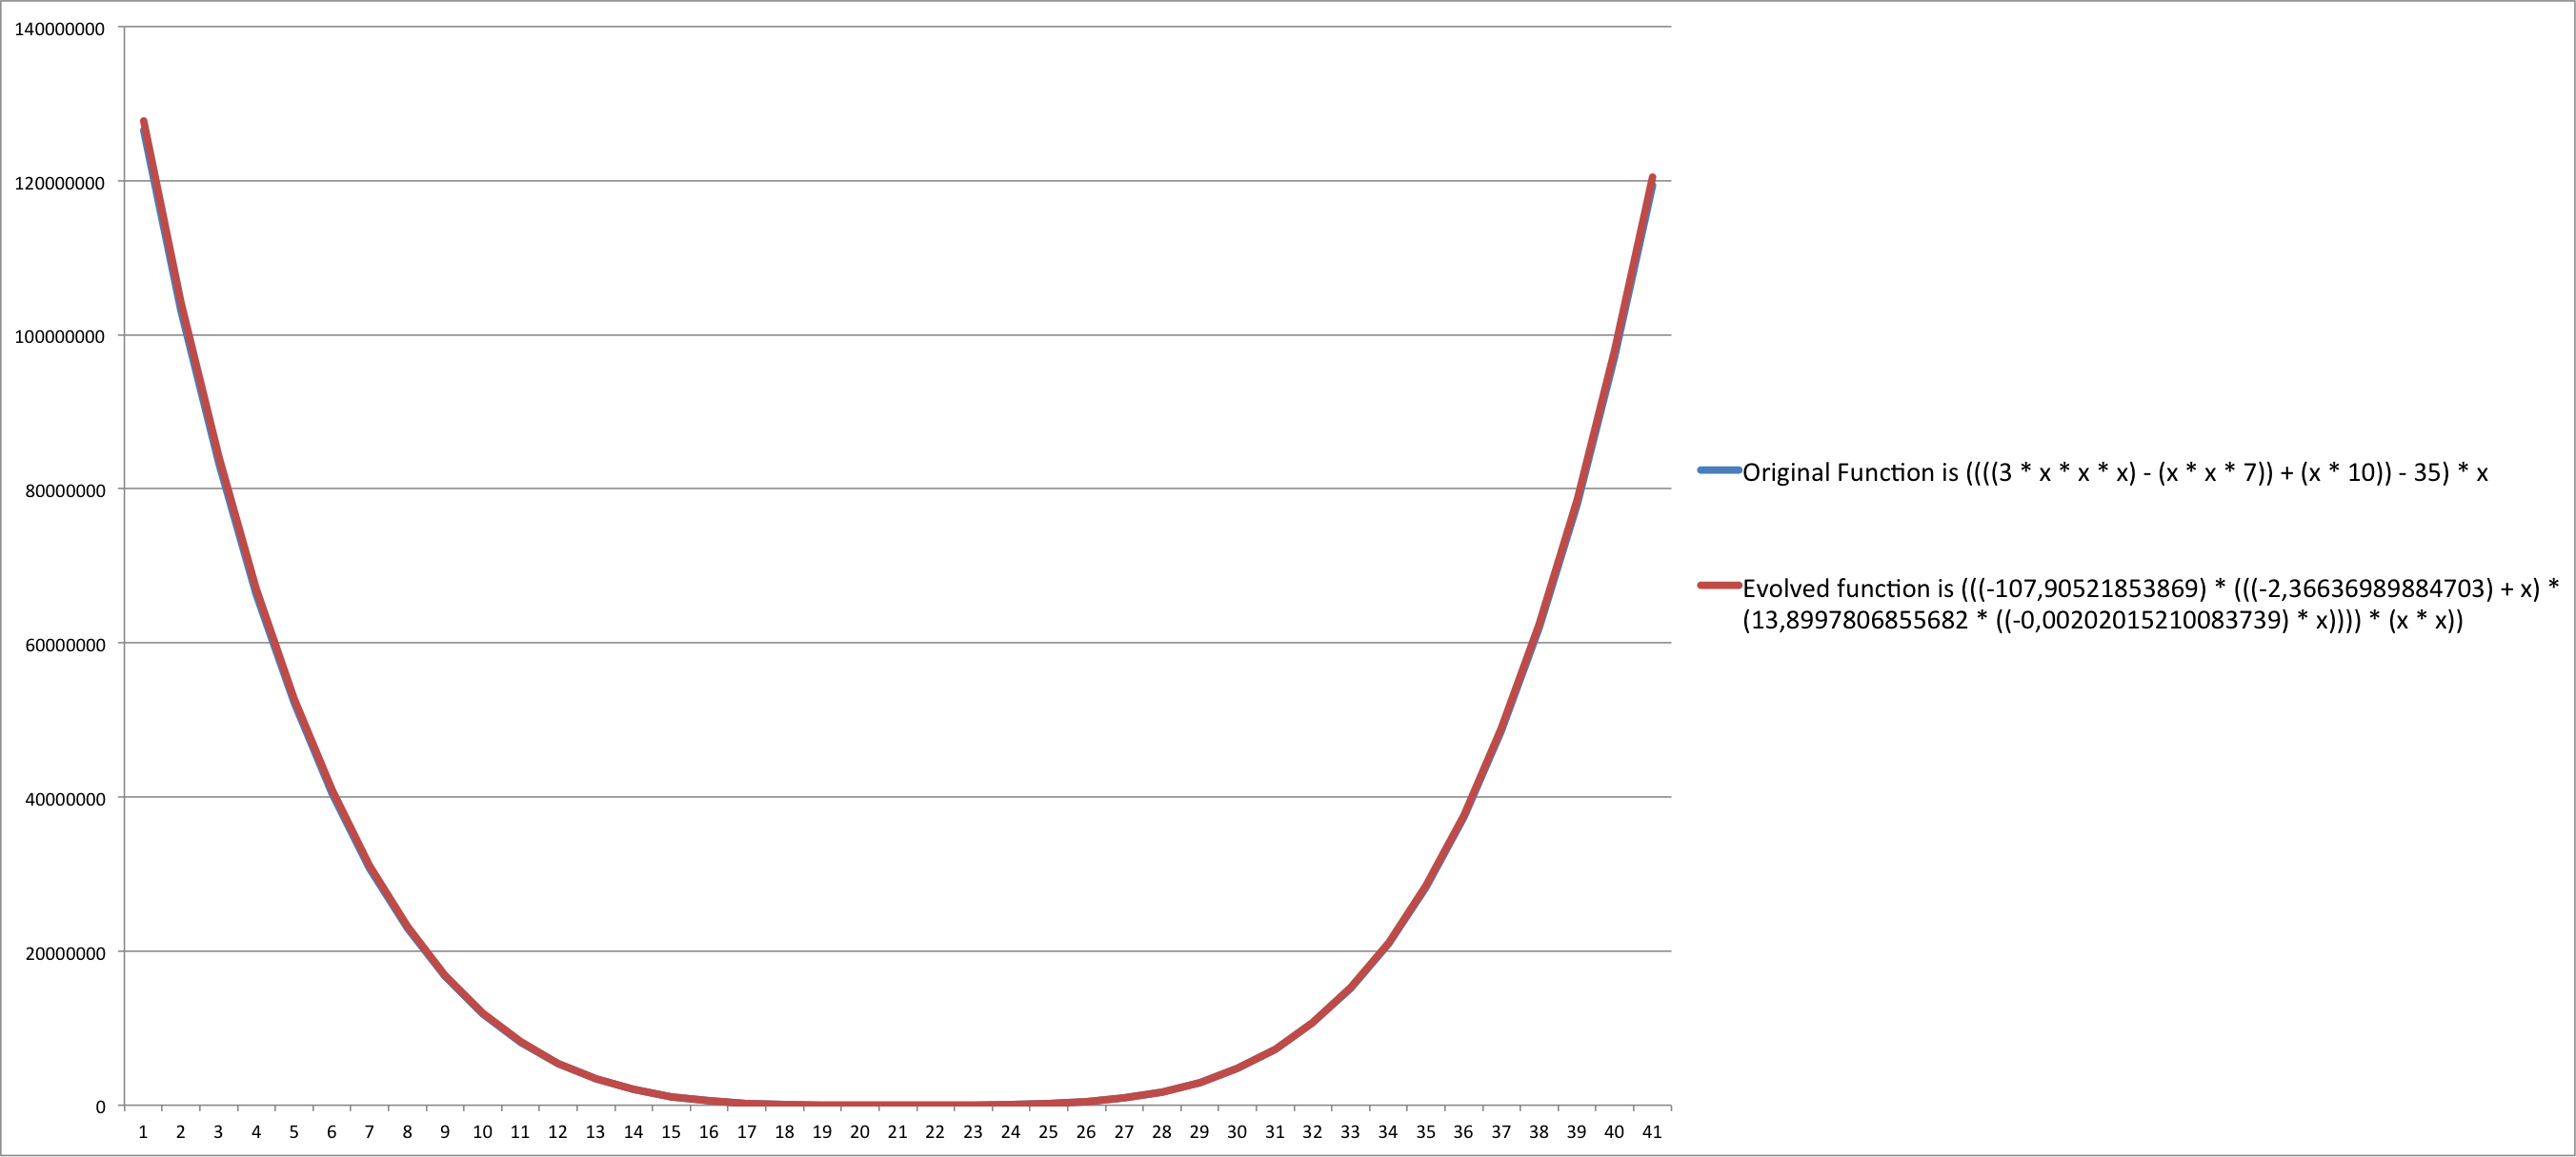 140000000
120000000
100000000
80000000
60000000
40000000
20000000
0
1 2 3 4 5 6 7 8 9 10 11 12 13 14 15 16 17 18 19 20 21 22 23 24 25 26 27 28 29 30 31 32 33 34 35 36 37 38 39 40 41
Original Function is ((((3 * x * x * x) - (x * x * 7)) + (x * 10)) - 35) * x
Evolved function is (((-107,90521853869) * (((-2,36636989884703) + x) *
(13,8997806855682 * ((-0,00202015210083739) * x)))) * (x * x))